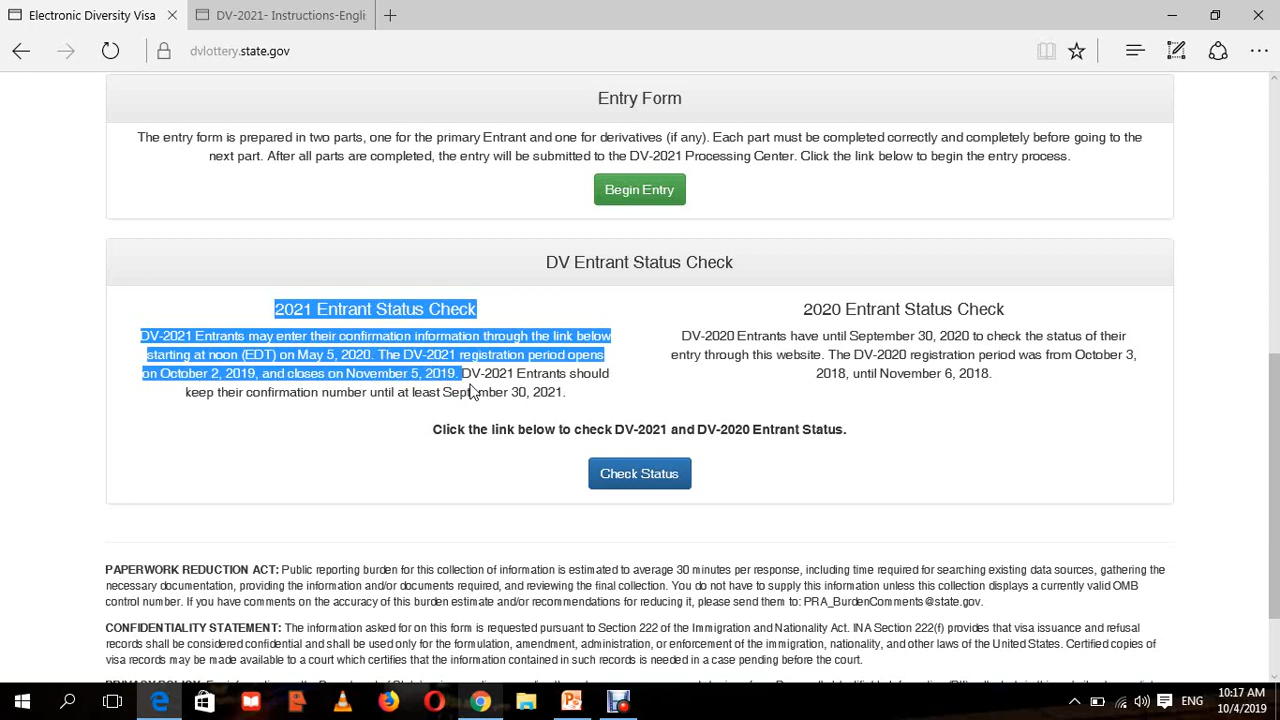 Electronic Diversity Visa
DV-2021- Instructions-Engli
dvlottery.state.gov
Entry Form
The entry form is prepared in two parts, one for the primary Entrant and one for derivatives (if any). Each part must be completed correctly and completely before going to the
next part. After all parts are completed, the entry will be submitted to the DV-2021 Processing Center. Click the link below to begin the entry process.
Begin Entry
DV Entrant Status Check
2021 Entrant Status Check
DV-2021 Entrants may enter their confirmation information through the link below
starting at noon (EDT) on May 5, 2020. The DV-2021 registration period opens
on October 2, 2019, and closes on November 5, 2019. DV-2021 Entrants should
keep their confirmation number until at least September 30, 2021.
2020 Entrant Status Check
DV-2020 Entrants have until September 30, 2020 to check the status of their
entry through this website. The DV-2020 registration period was from October 3,
2018, until November 6, 2018.
Click the link below to check DV-2021 and DV-2020 Entrant Status.
Check Status
PAPERWORK REDUCTION ACT: Public reporting burden for this collection of information is estimated to average 30 minutes per response, including time required for searching existing data sources, gathering the
necessary documentation, providing the information and/or documents required, and reviewing the final collection. You do not have to supply this information unless this collection displays a currently valid OMB
control number. If you have comments on the accuracy of this burden estimate and/or recommendations for reducing it, please send them to: PRA_BurdenComments@state.gov.
CONFIDENTIALITY STATEMENT: The information asked for on this form is requested pursuant to Section 222 of the Immigration and Nationality Act. INA Section 222(f) provides that visa issuance and refusal
records shall be considered confidential and shall be used only for the formulation, amendment, administration, or enforcement of the immigration, nationality, and other laws of the United States. Certified copies of
visa records may be made available to a court which certifies that the information contained in such records is needed in a case pending before the court.
ENG
10:17 AM
10/4/2019